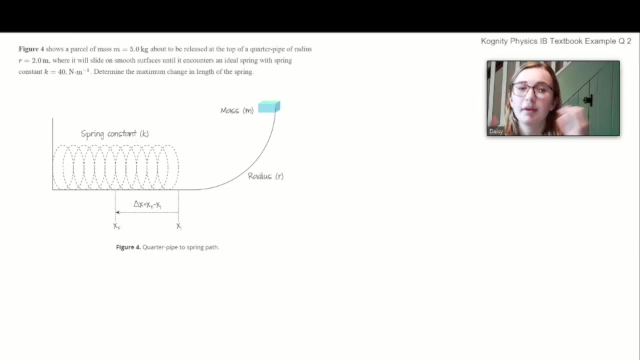 Kognity Physics IB Textbook Example Q 2
Figure 4 shows a parcel of mass m = 5.0 kg about to be released at the top of a quarter-pipe of radius
r = 2.0 m, where it will slide on smooth surfaces until it encounters an ideal spring with spring
constant k = 40. N·m⁻¹. Determine the maximum change in length of the spring.
Mass (m)
Spring constant (k)
Radius (r)
Δx=x₂-x₁
x₂
x₁
Figure 4. Quarter-pipe to spring path.
Daisy